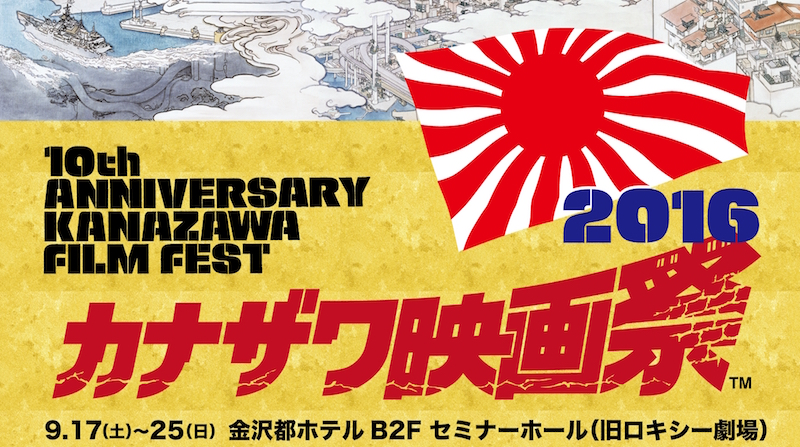 10th
ANNIVERSARY
KANAZAWA
FILM FEST
2016
カナザワ映画祭
TM
9.17(土)〜25(日) 金沢都ホテル B2F セミナーホール(旧ロキシー劇場)